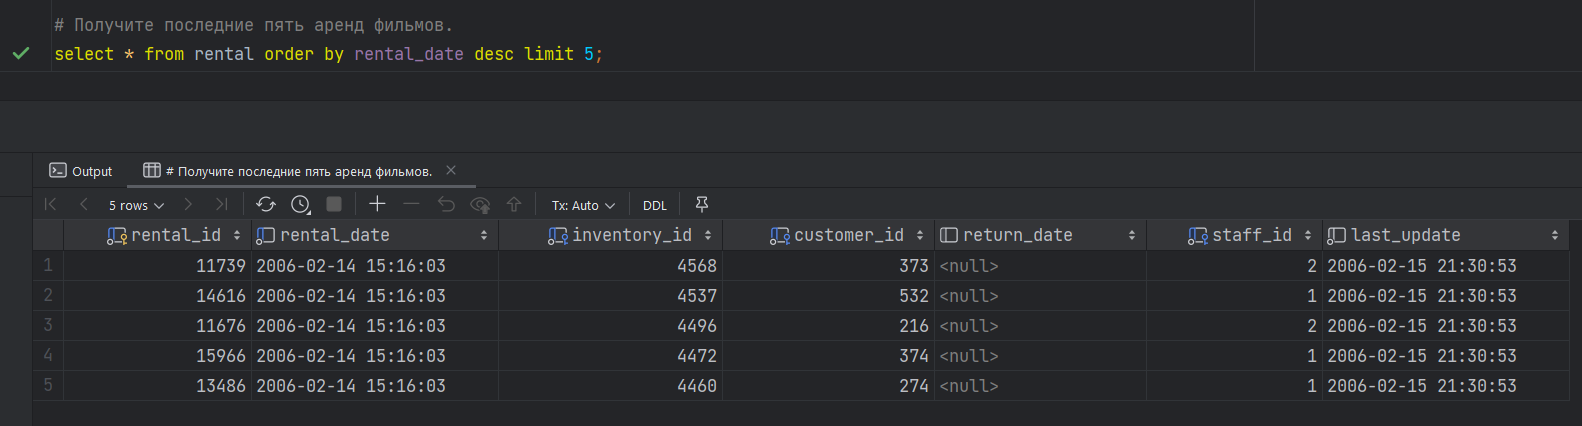 # Получите последние пять аренд фильмов.
select * from rental order by rental_date desc limit 5;
Output # Получите последние пять аренд фильмов.
5 rows Tx: Auto DDL
rental_id rental_date inventory_id customer_id return_date staff_id last_update
1 11739 2006-02-14 15:16:03 4568 373 <null> 2 2006-02-15 21:30:53
2 14616 2006-02-14 15:16:03 4537 532 <null> 1 2006-02-15 21:30:53
3 11676 2006-02-14 15:16:03 4496 216 <null> 2 2006-02-15 21:30:53
4 15966 2006-02-14 15:16:03 4472 374 <null> 1 2006-02-15 21:30:53
5 13486 2006-02-14 15:16:03 4460 274 <null> 1 2006-02-15 21:30:53